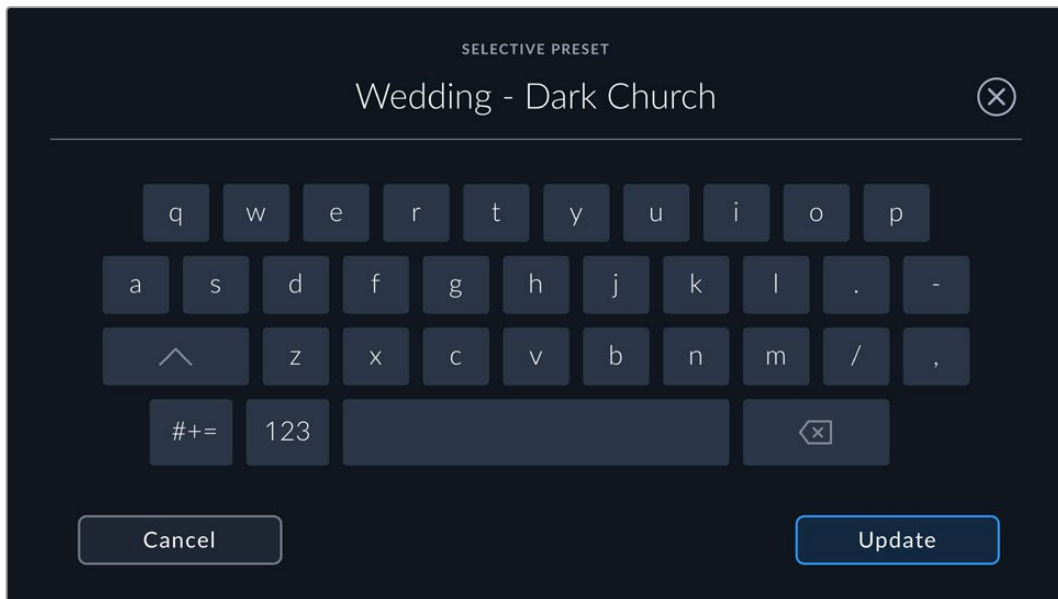 SELECTIVE PRESET
Wedding - Dark Church
q w e r t y u i o p
a s d f g h j k l . -
z x c v b n m / ,
#+= 123
Cancel Update